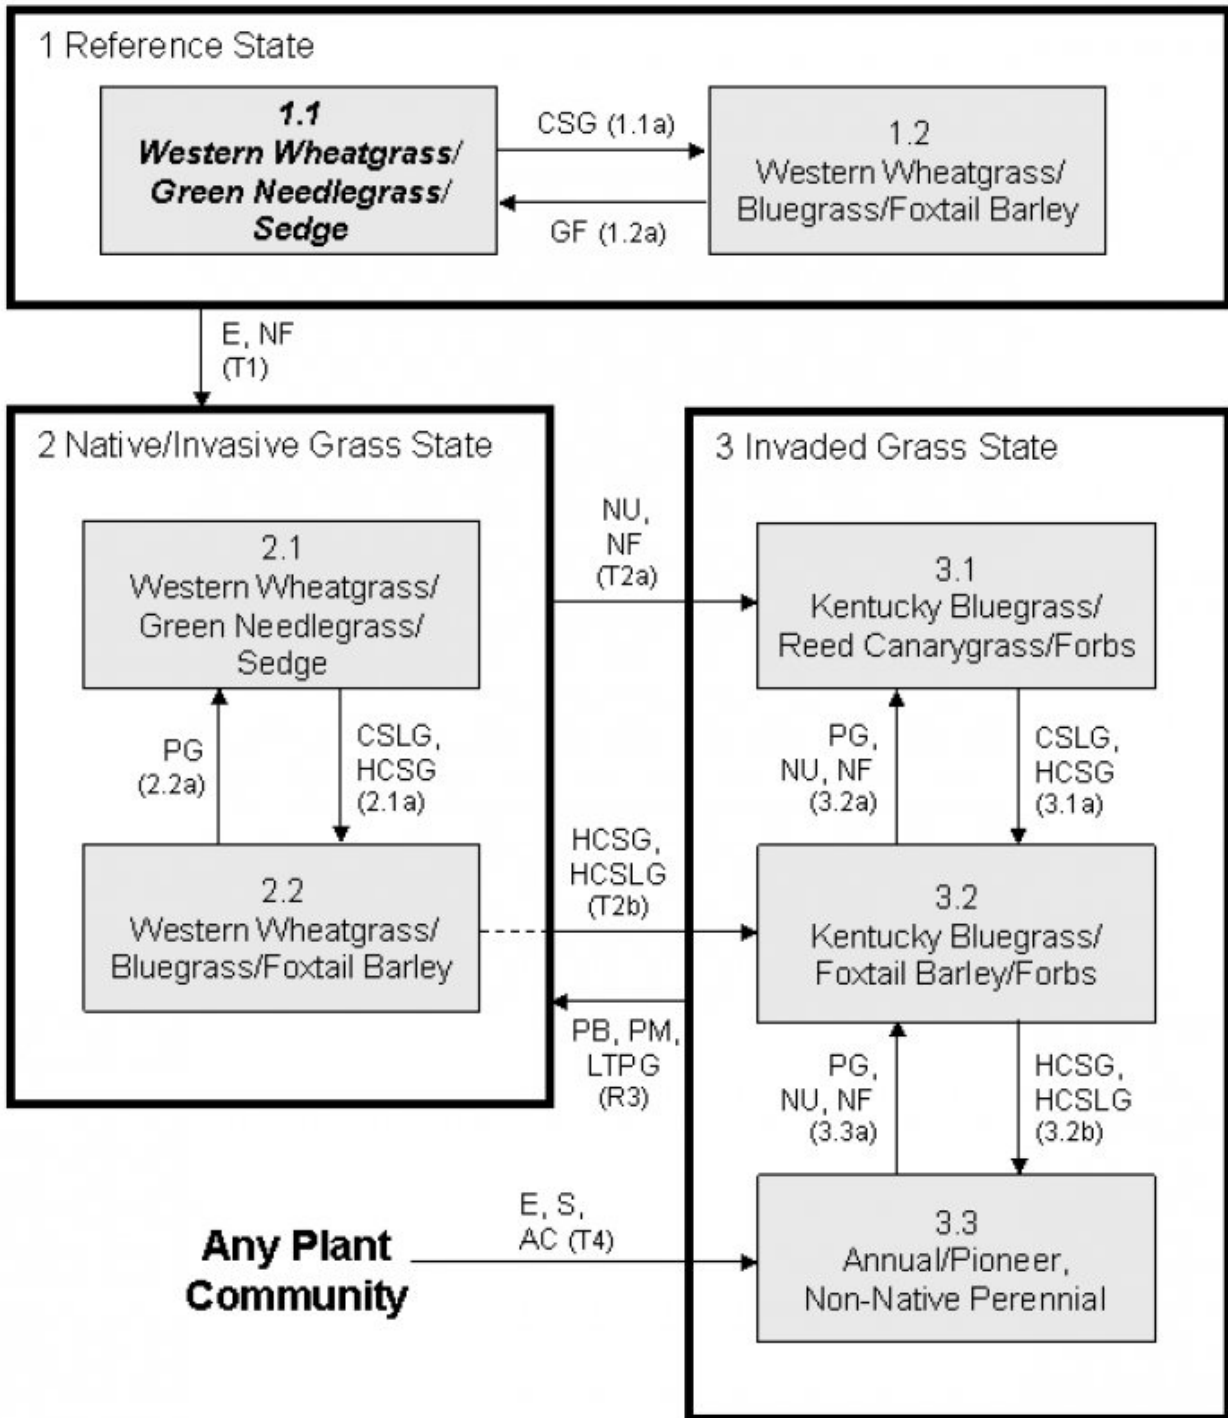 1 Reference State
1.1
Western Wheatgrass/
Green Needlegrass/
Sedge
CSG (1.1a)
GF (1.2a)
1.2
Western Wheatgrass/
Bluegrass/Foxtail Barley
E, NF
(T1)
2 Native/Invasive Grass State
2.1
Western Wheatgrass/
Green Needlegrass/
Sedge
PG
(2.2a)
CSLG,
HCSG
(2.1a)
2.2
Western Wheatgrass/
Bluegrass/Foxtail Barley
NU,
NF
(T2a)
HCSG,
HCSLG
(T2b)
PB, PM,
LTPG
(R3)
3 Invaded Grass State
3.1
Kentucky Bluegrass/
Reed Canarygrass/Forbs
PG,
NU, NF
(3.2a)
CSLG,
HCSG
(3.1a)
3.2
Kentucky Bluegrass/
Foxtail Barley/Forbs
PG,
NU, NF
(3.3a)
HCSG,
HCSLG
(3.2b)
3.3
Annual/Pioneer,
Non-Native Perennial
Any Plant
Community
E, S,
AC (T4)